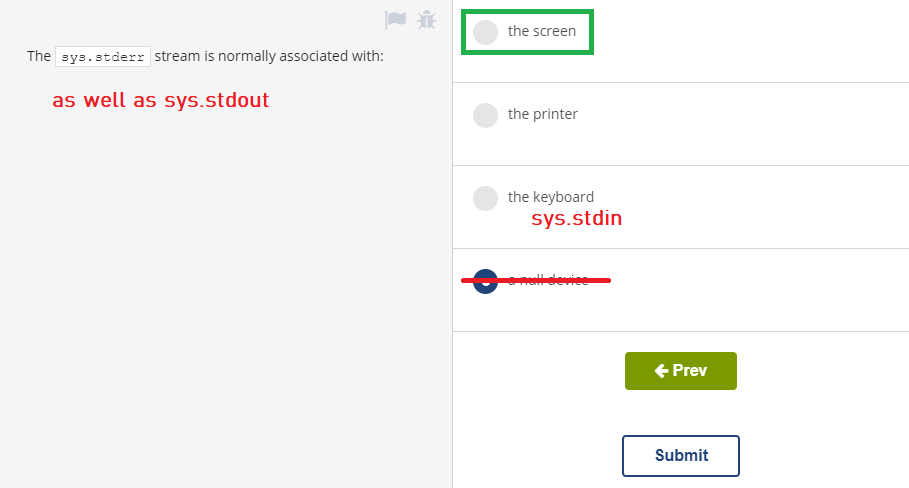 The sys.stderr stream is normally associated with:
as well as sys.stdout
the screen
the printer
the keyboard
sys.stdin
a null device
Prev
Submit